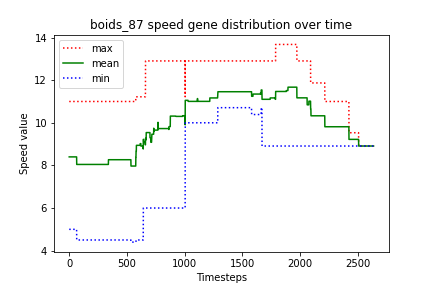 boids_87 speed gene distribution over time
max
mean
min
Speed value
14
12
10
8
6
4
0
500
1000
1500
2000
2500
Timesteps